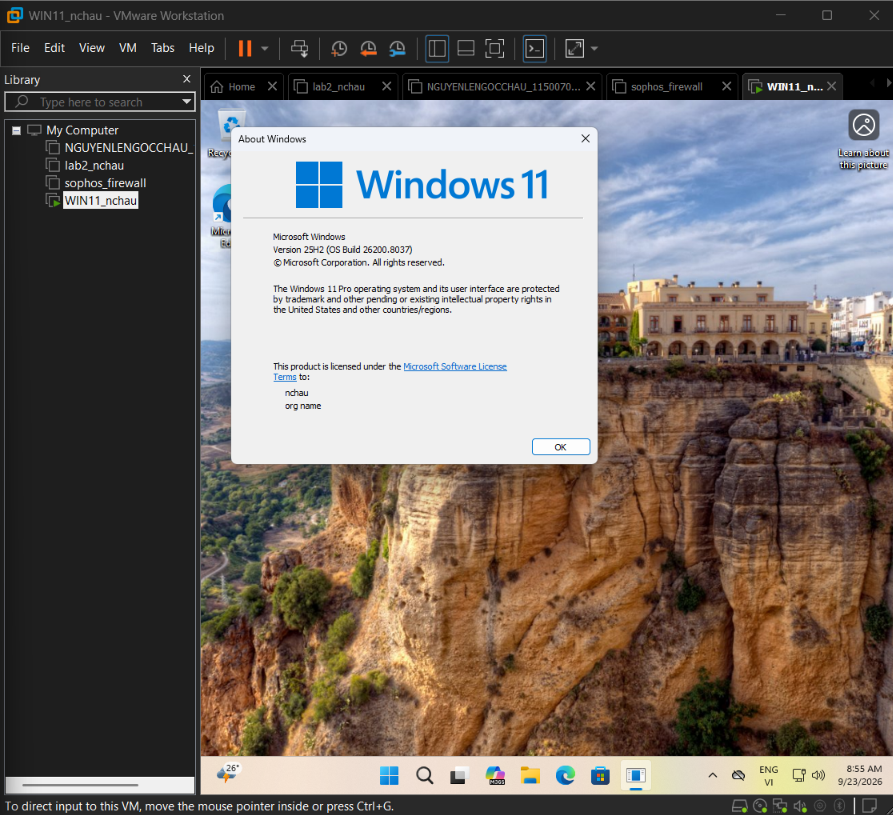 WIN11_nchau - VMware Workstation
File Edit View VM Tabs Help
Library
Type here to search
My Computer
NGUYENLENGOCCHAU_
lab2_nchau
sophos_firewall
WIN11_nchau
Home
lab2_nchau
NGUYENLENGOCCHAU_1150070...
sophos_firewall
WIN11_n...
Learn about
this picture
About Windows
Windows 11
Microsoft Windows
Version 25H2 (OS Build 26200.8037)
© Microsoft Corporation. All rights reserved.
The Windows 11 Pro operating system and its user interface are protected
by trademark and other pending or existing intellectual property rights in
the United States and other countries/regions.
This product is licensed under the Microsoft Software License
Terms to:
nchau
org name
OK
26°
M365
ENG
VI
8:55 AM
9/23/2026
To direct input to this VM, move the mouse pointer inside or press Ctrl+G.